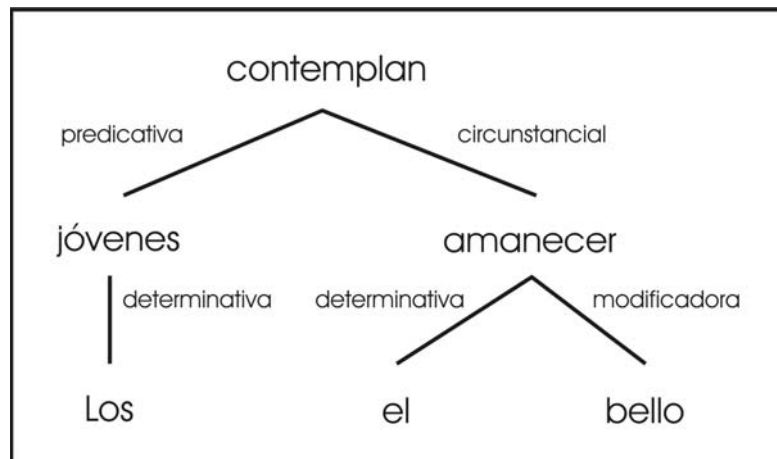 contemplan
predicativa circunstancial
jóvenes amanecer
determinativa determinativa modificadora
Los el bello